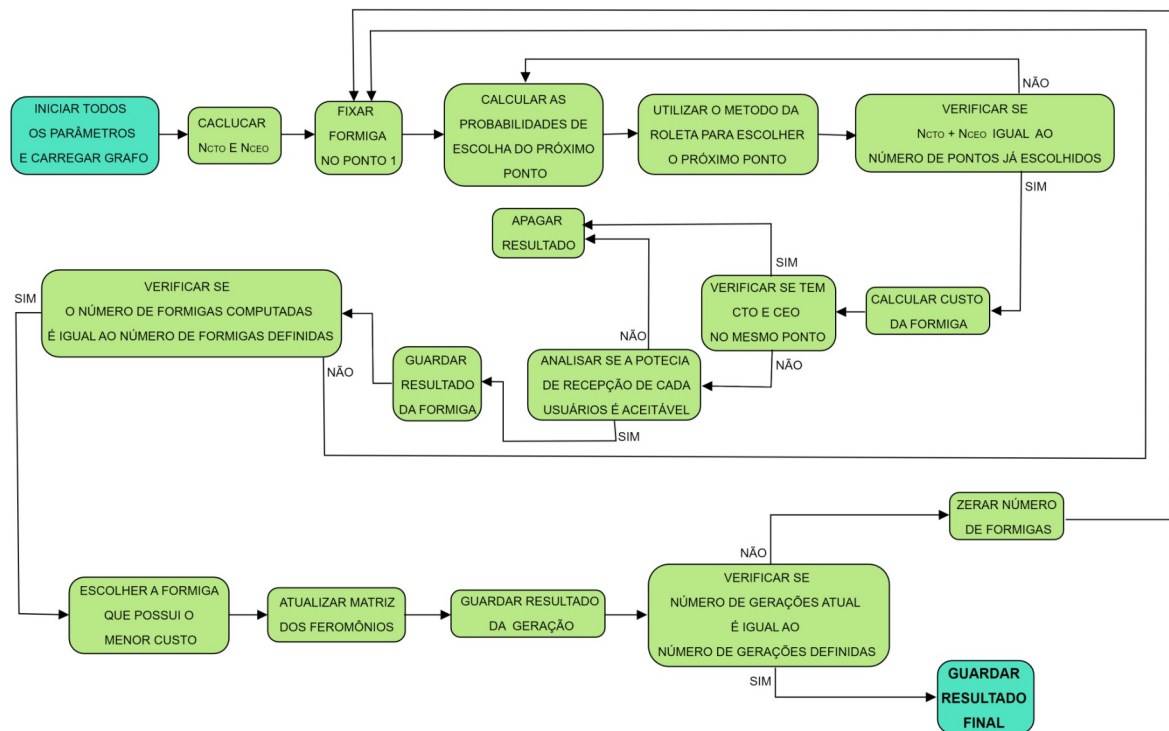 INICIAR TODOS
OS PARÂMETROS
E CARREGAR GRAFO
CACLUCAR
NCTO E NCEO
FIXAR
FORMIGA
NO PONTO 1
CALCULAR AS
PROBABILIDADES DE
ESCOLHA DO PRÓXIMO
PONTO
UTILIZAR O METODO DA
ROLETA PARA ESCOLHER
O PRÓXIMO PONTO
NÃO
VERIFICAR SE
NCTO + NCEO IGUAL AO
NÚMERO DE PONTOS JÁ ESCOLHIDOS
SIM
CALCULAR CUSTO
DA FORMIGA
VERIFICAR SE TEM
CTO E CEO
NO MESMO PONTO
SIM
NÃO
APAGAR
RESULTADO
ANALISAR SE A POTECIA
DE RECEPÇÃO DE CADA
USUÁRIOS É ACEITÁVEL
NÃO
SIM
GUARDAR
RESULTADO
DA FORMIGA
VERIFICAR SE
O NÚMERO DE FORMIGAS COMPUTADAS
É IGUAL AO NÚMERO DE FORMIGAS DEFINIDAS
SIM
NÃO
ESCOLHER A FORMIGA
QUE POSSUI O
MENOR CUSTO
ATUALIZAR MATRIZ
DOS FEROMÔNIOS
GUARDAR RESULTADO
DA GERAÇÃO
VERIFICAR SE
NÚMERO DE GERAÇÕES ATUAL
É IGUAL AO
NÚMERO DE GERAÇÕES DEFINIDAS
NÃO
ZERAR NÚMERO
DE FORMIGAS
SIM
GUARDAR
RESULTADO
FINAL